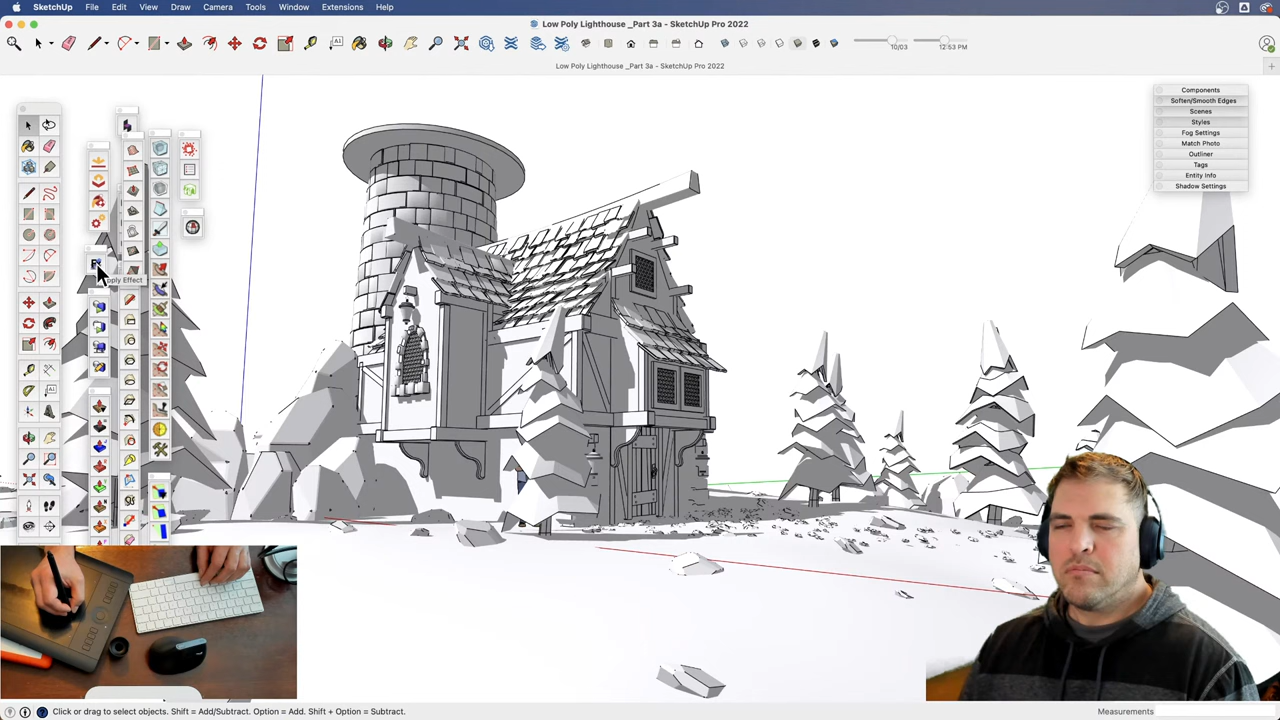 SketchUp File Edit View Draw Camera Tools Window Extensions Help
Low Poly Lighthouse _Part 3a - SketchUp Pro 2022
10/03 12:53 PM
Low Poly Lighthouse _Part 3a - SketchUp Pro 2022
Components
Soften/Smooth Edges
Scenes
Styles
Fog Settings
Match Photo
Outliner
Tags
Entity Info
Shadow Settings
Effect
Click or drag to select objects. Shift = Add/Subtract. Option = Add. Shift + Option = Subtract.
Measurements